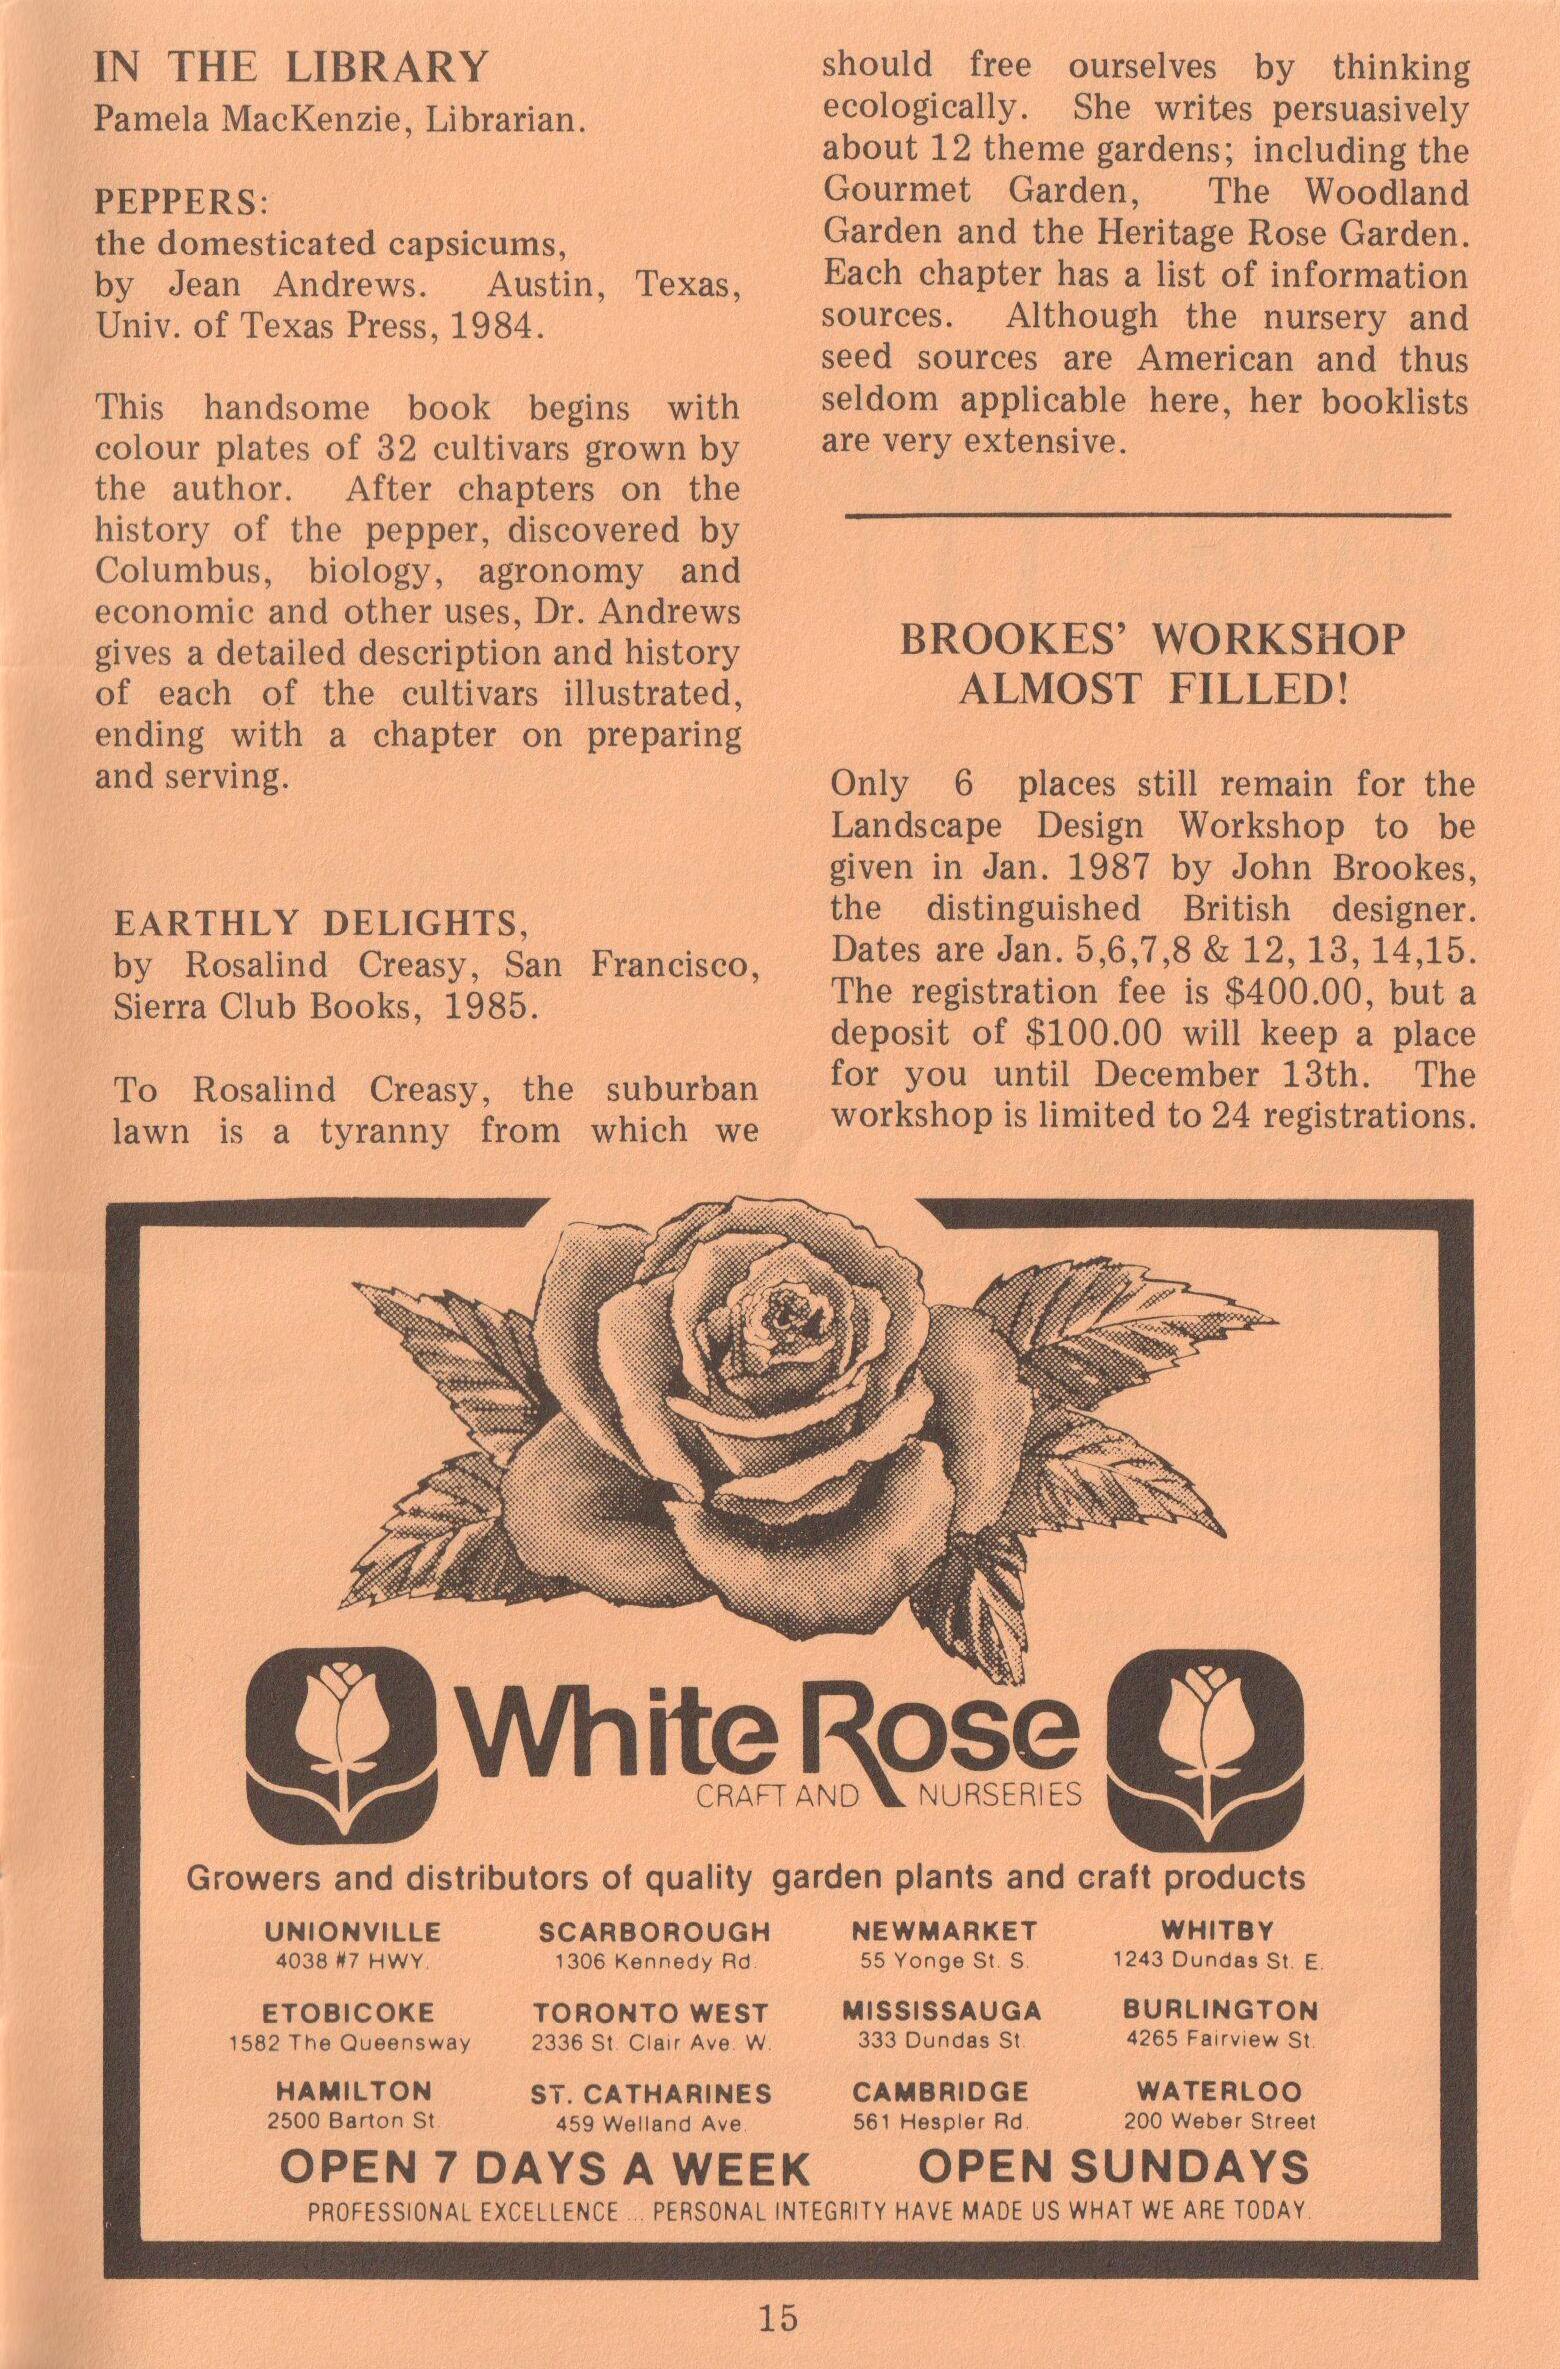 IN THE LIBRARY
Pamela MacKenzie, Librarian.
PEPPERS:
the domesticated capsicums,
by Jean Andrews. Austin, Texas,
Univ. of Texas Press, 1984.
This handsome book begins with
colour plates of 32 cultivars grown by
the author. After chapters on the
history of the pepper, discovered by
Columbus, biology, agronomy and
economic and other uses, Dr. Andrews
gives a detailed description and history
of each of the cultivars illustrated,
ending with a chapter on preparing
and serving.
EARTHLY DELIGHTS,
by Rosalind Creasy, San Francisco,
Sierra Club Books, 1985.
To Rosalind Creasy, the suburban
lawn is a tyranny from which we
should free ourselves by thinking
ecologically. She writes persuasively
about 12 theme gardens; including the
Gourmet Garden, The Woodland
Garden and the Heritage Rose Garden.
Each chapter has a list of information
sources. Although the nursery and
seed sources are American and thus
seldom applicable here, her booklists
are very extensive.
BROOKES' WORKSHOP
ALMOST FILLED!
Only 6 places still remain for the
Landscape Design Workshop to be
given in Jan. 1987 by John Brookes,
the distinguished British designer.
Dates are Jan. 5,6,7,8 & 12, 13, 14,15.
The registration fee is $400.00, but a
deposit of $100.00 will keep a place
for you until December 13th. The
workshop is limited to 24 registrations.
White Rose
CRAFT AND NURSERIES
Growers and distributors of quality garden plants and craft products
UNIONVILLE SCARBOROUGH NEWMARKET WHITBY
4038 #7 HWY. 1306 Kennedy Rd. 55 Yonge St. S. 1243 Dundas St. E.
ETOBICOKE TORONTO WEST MISSISSAUGA BURLINGTON
1582 The Queensway 2336 St. Clair Ave. W. 333 Dundas St. 4265 Fairview St.
HAMILTON ST. CATHARINES CAMBRIDGE WATERLOO
2500 Barton St. 459 Welland Ave. 561 Hespler Rd. 200 Weber Street
OPEN 7 DAYS A WEEK OPEN SUNDAYS
PROFESSIONAL EXCELLENCE ... PERSONAL INTEGRITY HAVE MADE US WHAT WE ARE TODAY.
15